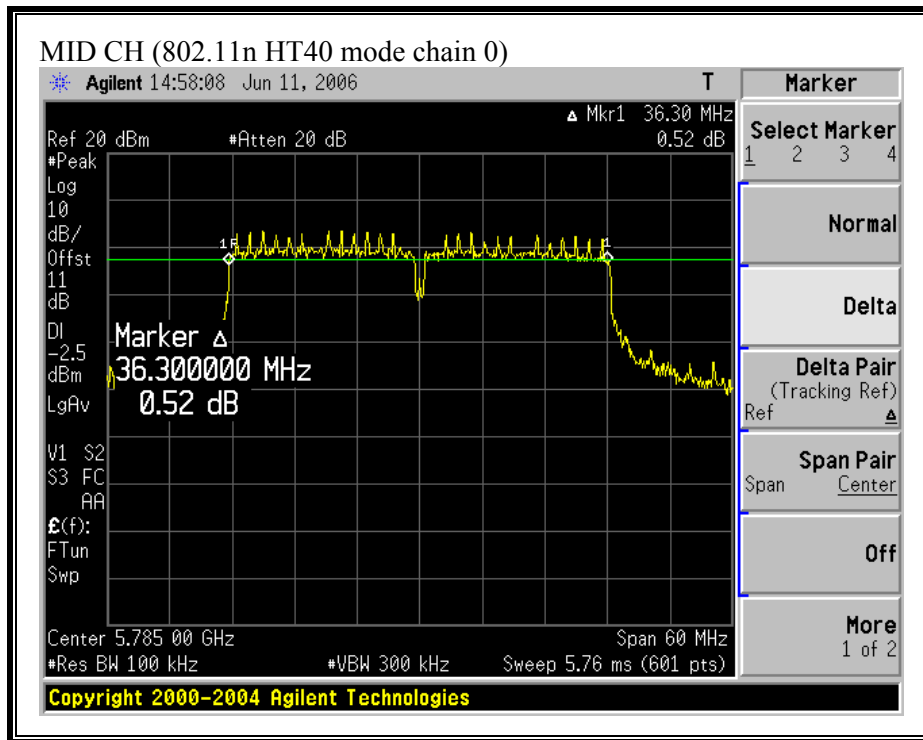 MID CH (802.11n HT40 mode chain 0)
Agilent 14:58:08 Jun 11, 2006 T
Δ Mkr1 36.30 MHz
Ref 20 dBm #Atten 20 dB 0.52 dB
#Peak
Log
10
dB/
Offst
11
dB
DI
-2.5
dBm
LgAv
V1 S2
S3 FC
AA
£(f):
FTun
Swp
1R
1
Marker Δ
36.300000 MHz
0.52 dB
Center 5.785 00 GHz Span 60 MHz
#Res BW 100 kHz #VBW 300 kHz Sweep 5.76 ms (601 pts)
Copyright 2000-2004 Agilent Technologies
Marker
Select Marker
1 2 3 4
Normal
Delta
Delta Pair
(Tracking Ref)
Ref Δ
Span Pair
Span Center
Off
More
1 of 2